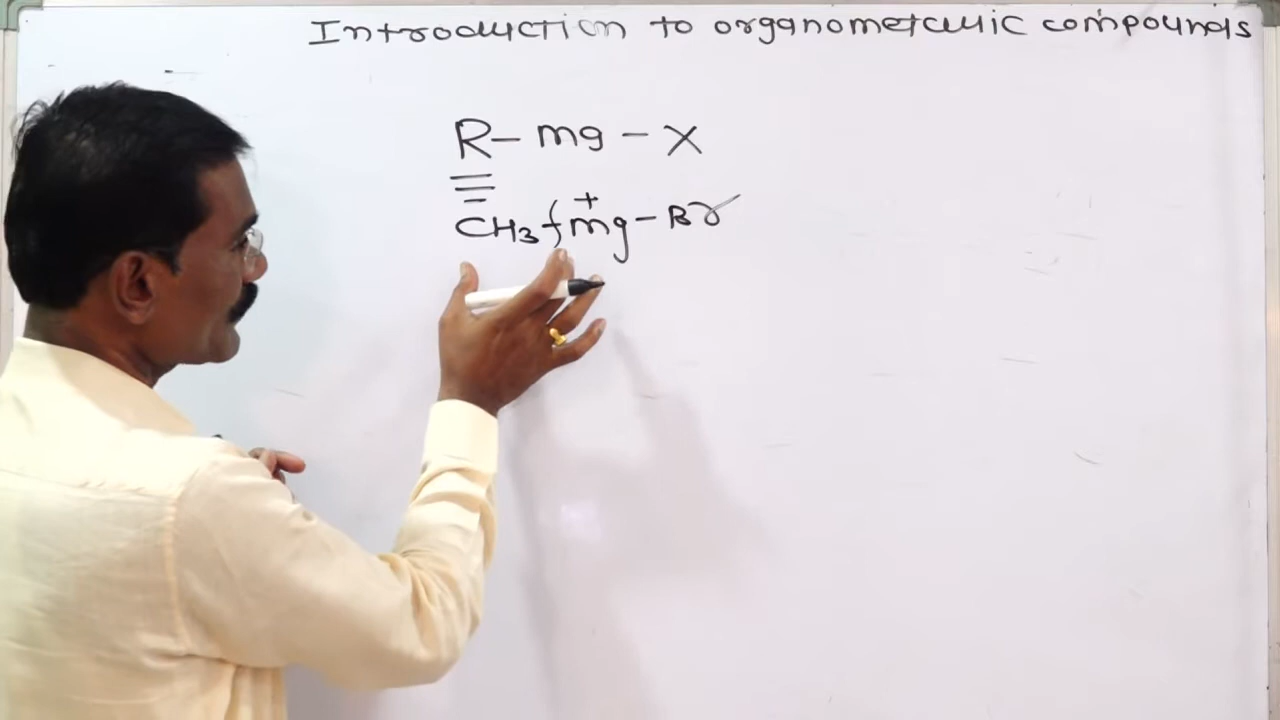 Introduction to organometallic compounds
R - mg - X
CH3 + mg - Br